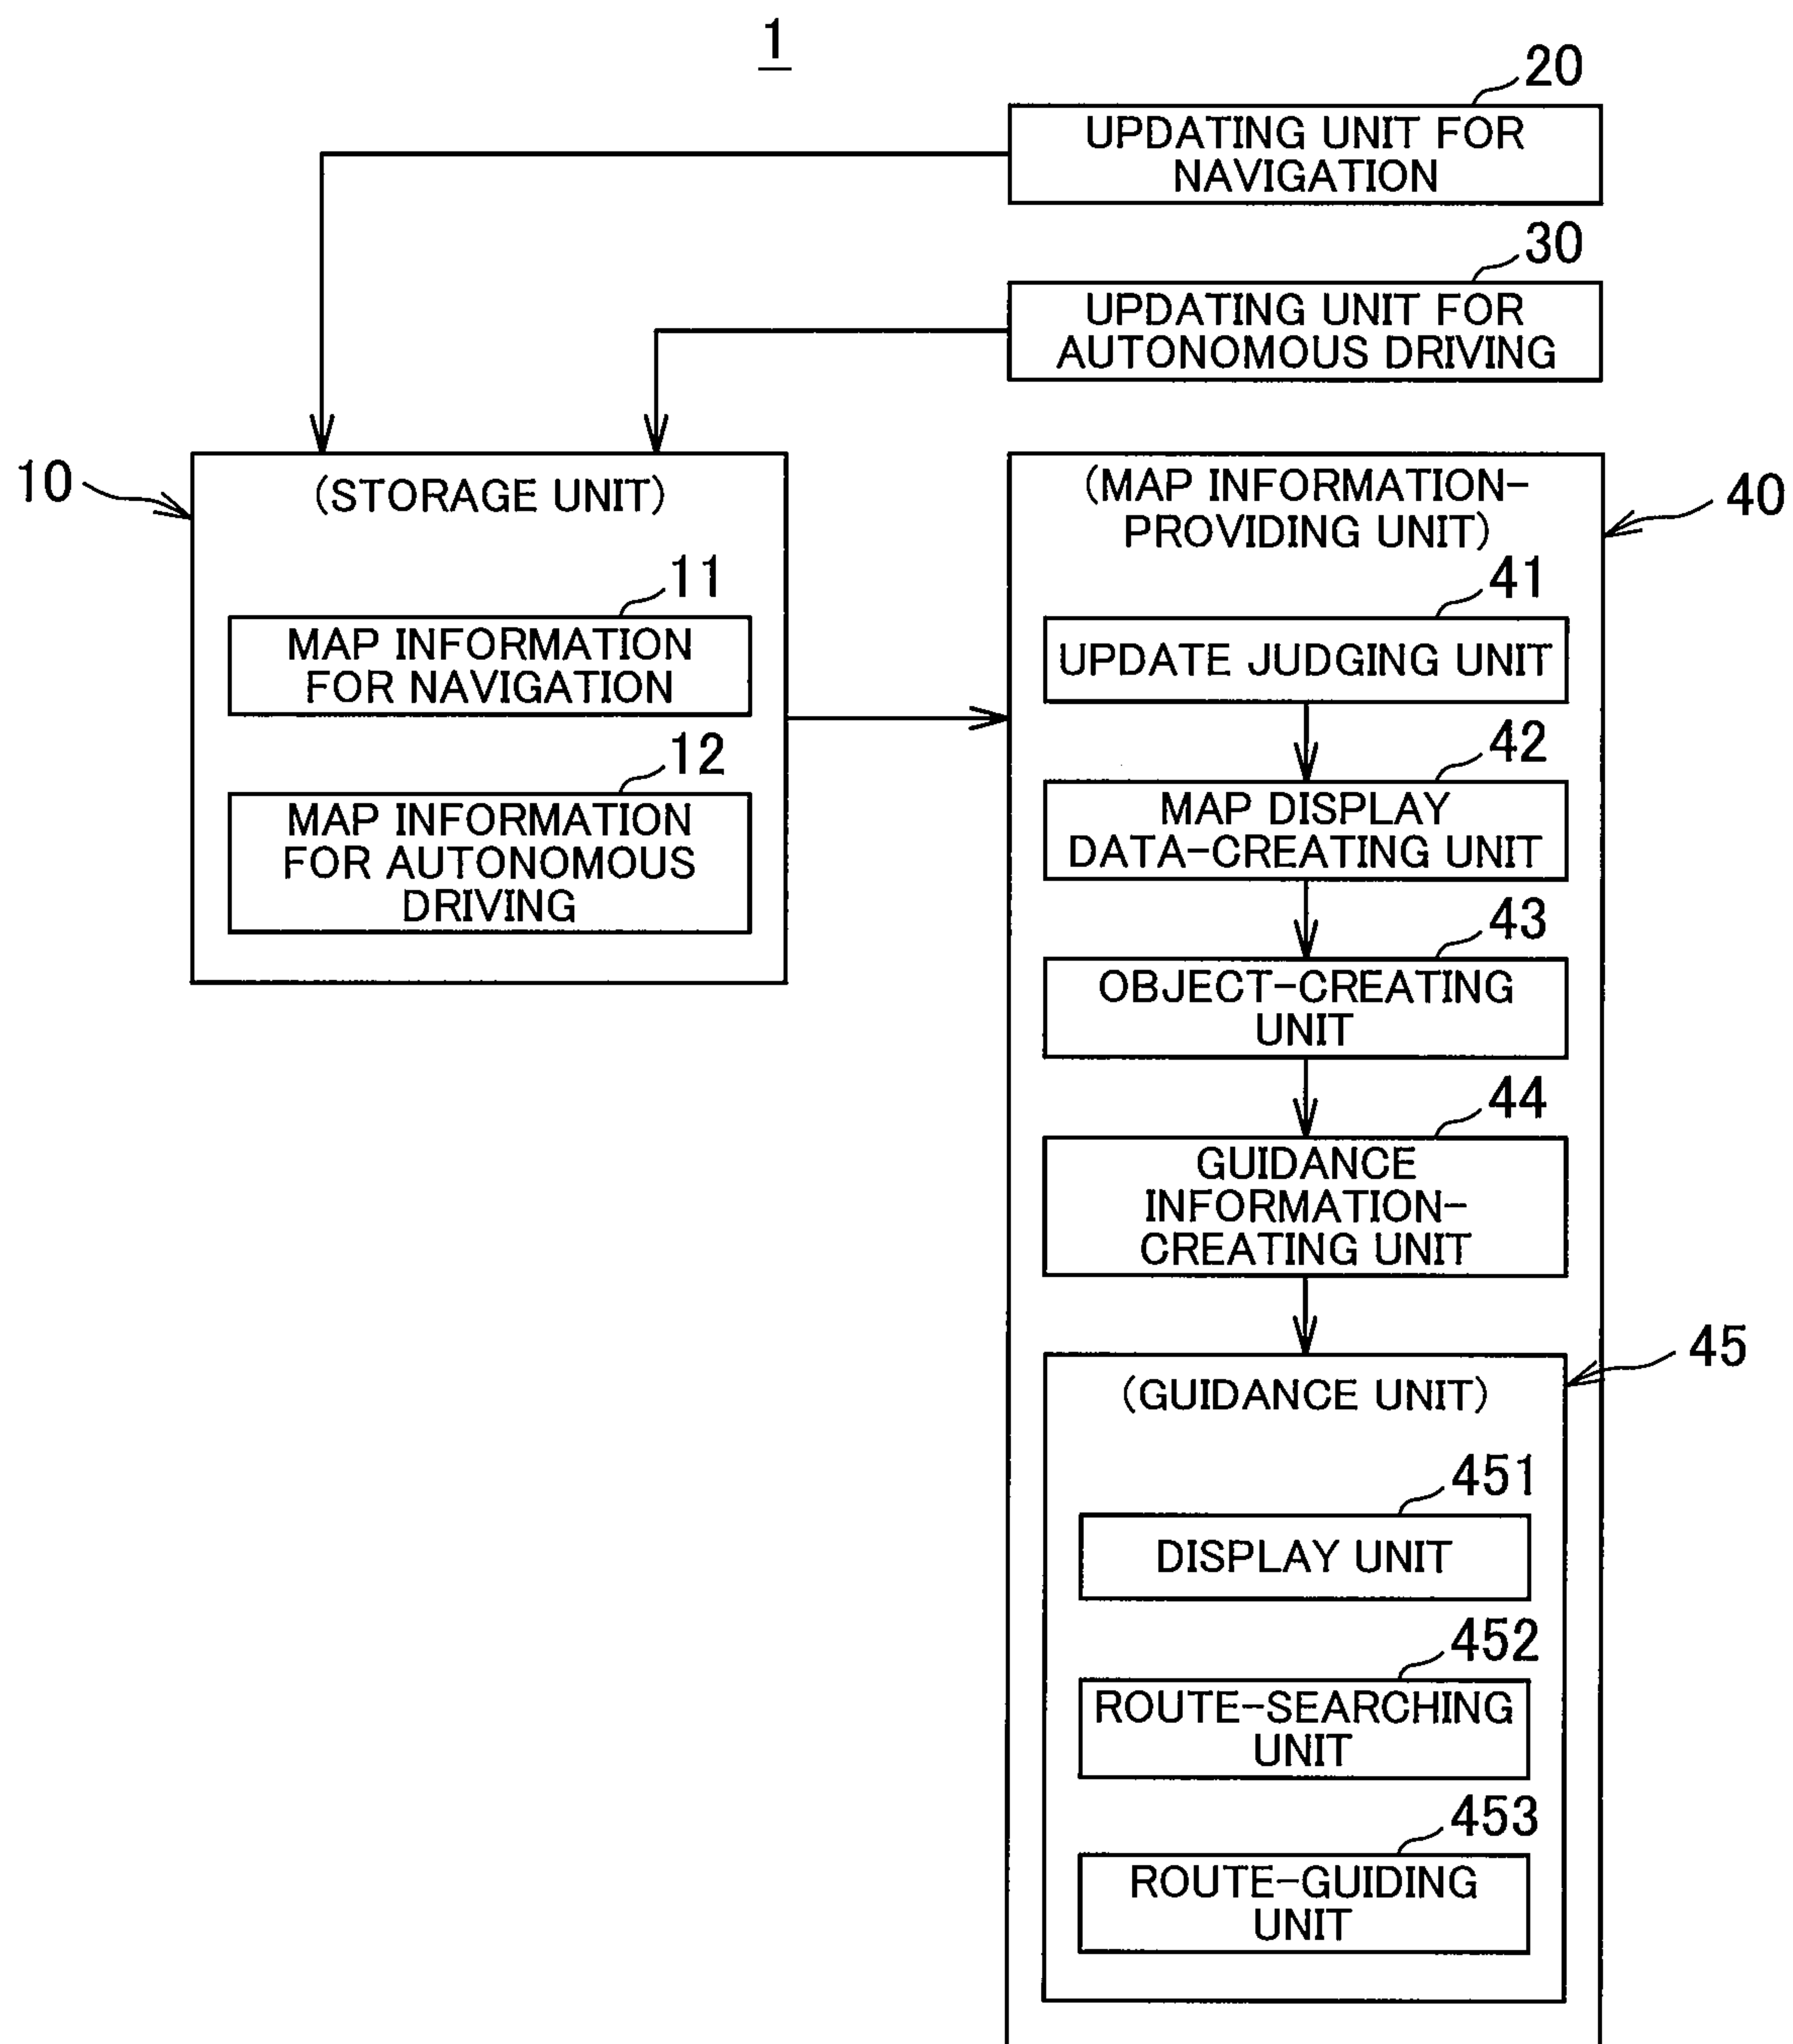 1
20
UPDATING UNIT FOR
NAVIGATION
30
UPDATING UNIT FOR
AUTONOMOUS DRIVING
10
(STORAGE UNIT)
11
MAP INFORMATION
FOR NAVIGATION
12
MAP INFORMATION
FOR AUTONOMOUS
DRIVING
(MAP INFORMATION-
PROVIDING UNIT)
40
41
UPDATE JUDGING UNIT
42
MAP DISPLAY
DATA-CREATING UNIT
43
OBJECT-CREATING
UNIT
44
GUIDANCE
INFORMATION-
CREATING UNIT
45
(GUIDANCE UNIT)
451
DISPLAY UNIT
452
ROUTE-SEARCHING
UNIT
453
ROUTE-GUIDING
UNIT